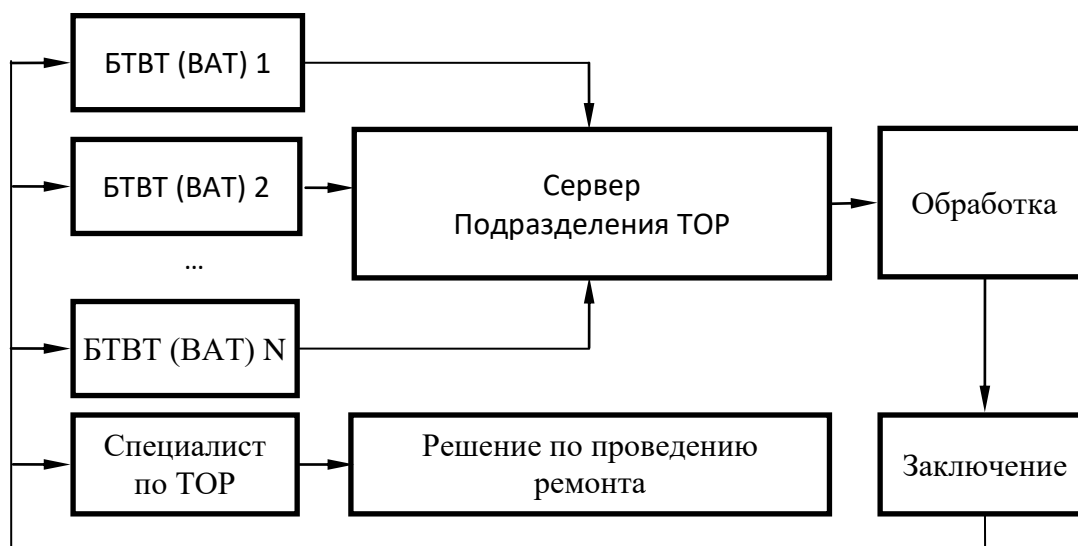 БТВТ (ВАТ) 1
БТВТ (ВАТ) 2
...
БТВТ (ВАТ) N
Специалист
по ТОР
Сервер
Подразделения ТОР
Решение по проведению
ремонта
Обработка
Заключение